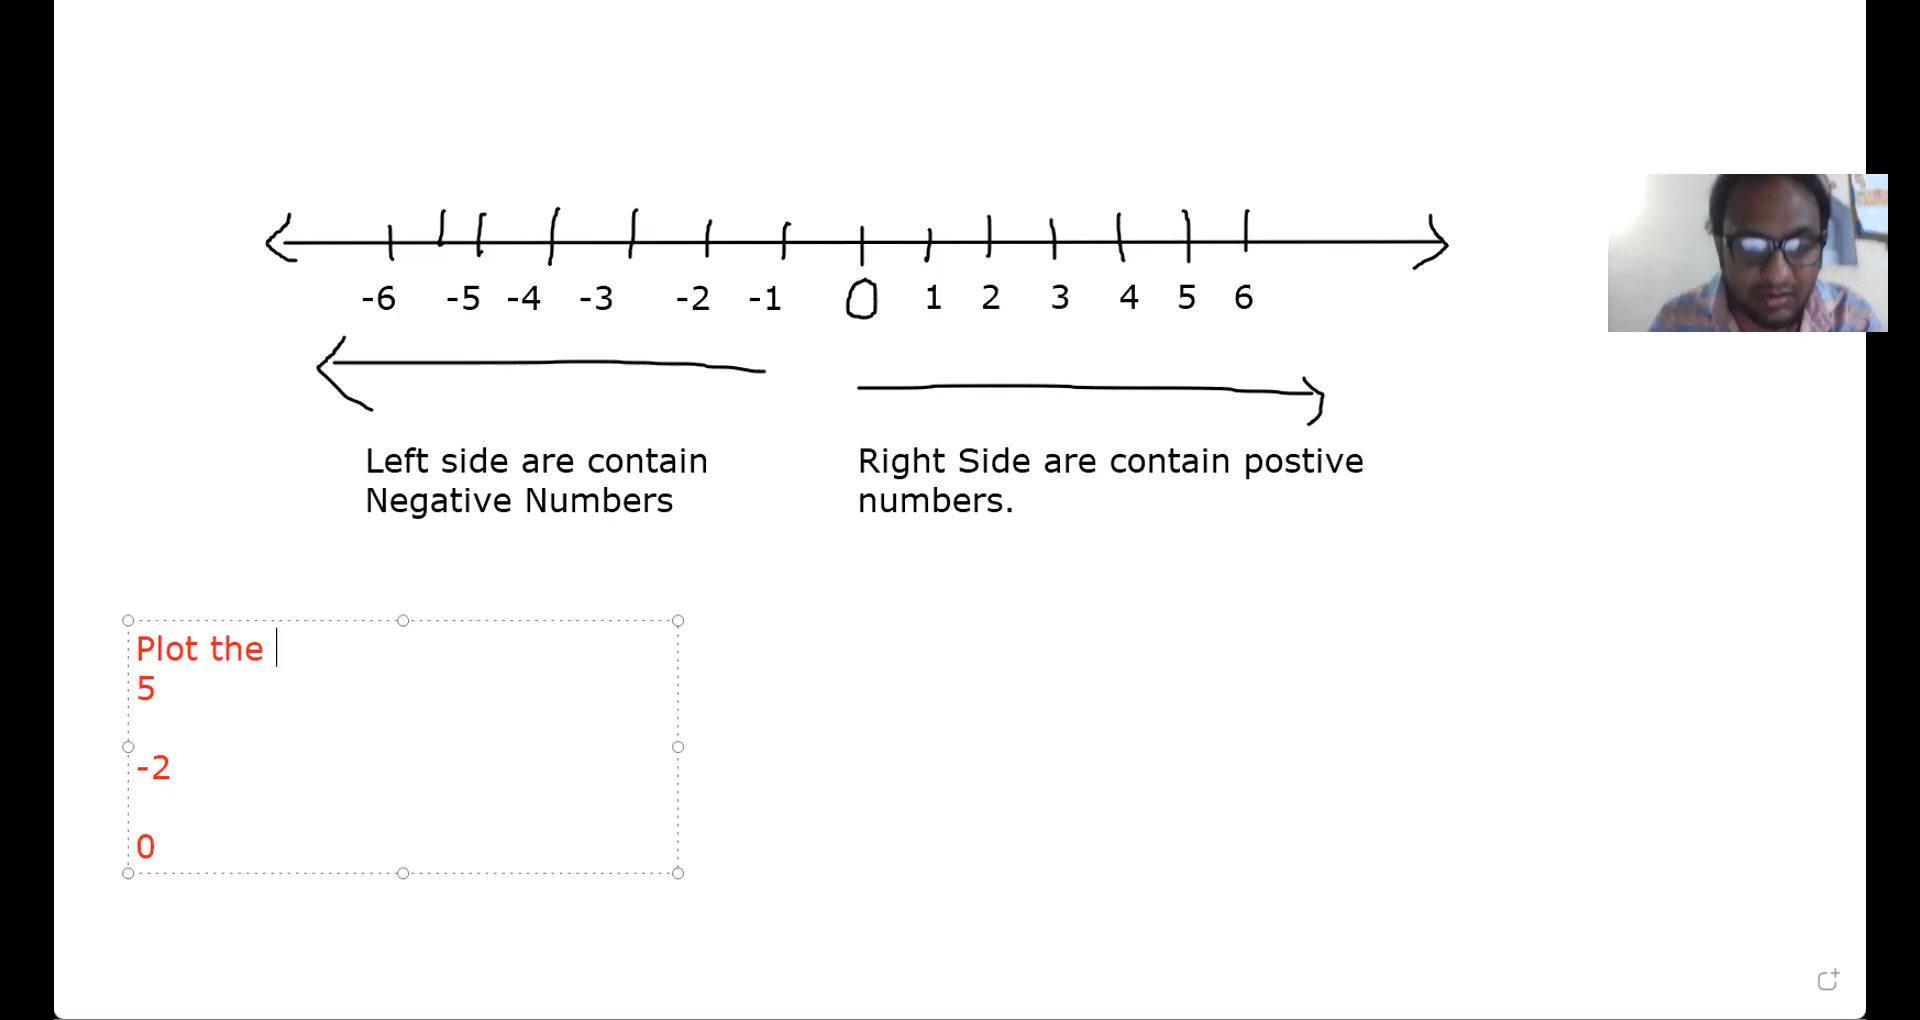 -6 -5 -4 -3 -2 -1 0 1 2 3 4 5 6
Left side are contain
Negative Numbers
Right Side are contain postive
numbers.
Plot the
5
-2
0